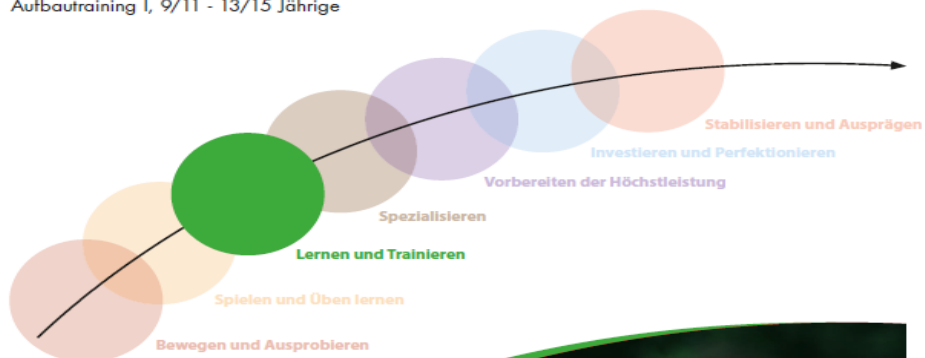 Aufbautraining I, 9/11 - 13/15 Jährige
Stabilisieren und Ausprägen
Investieren und Perfektionieren
Vorbereiten der Höchstleistung
Spezialisieren
Lernen und Trainieren
Spielen und Üben lernen
Bewegen und Ausprobieren